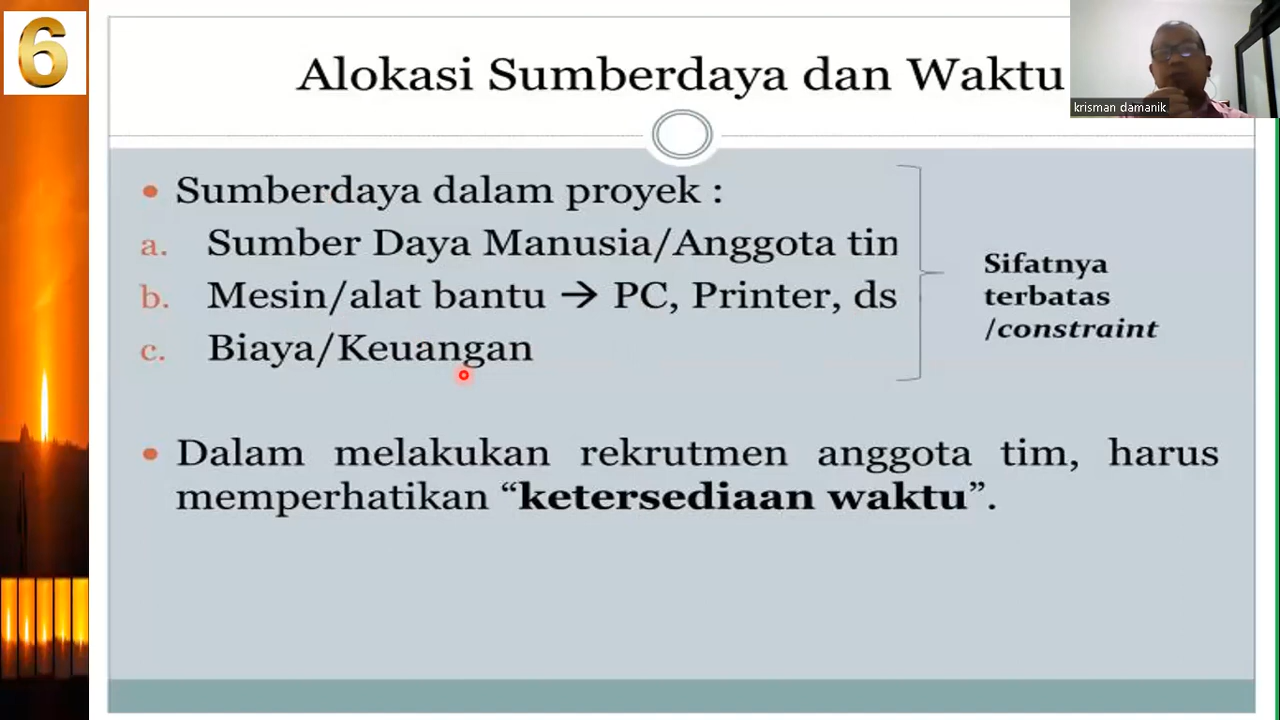 6
Alokasi Sumberdaya dan Waktu
krisman damanik
• Sumberdaya dalam proyek :
a. Sumber Daya Manusia/Anggota tin
b. Mesin/alat bantu → PC, Printer, ds
c. Biaya/Keuangan
Sifatnya
terbatas
/constraint
• Dalam melakukan rekrutmen anggota tim, harus
memperhatikan “ketersediaan waktu”.